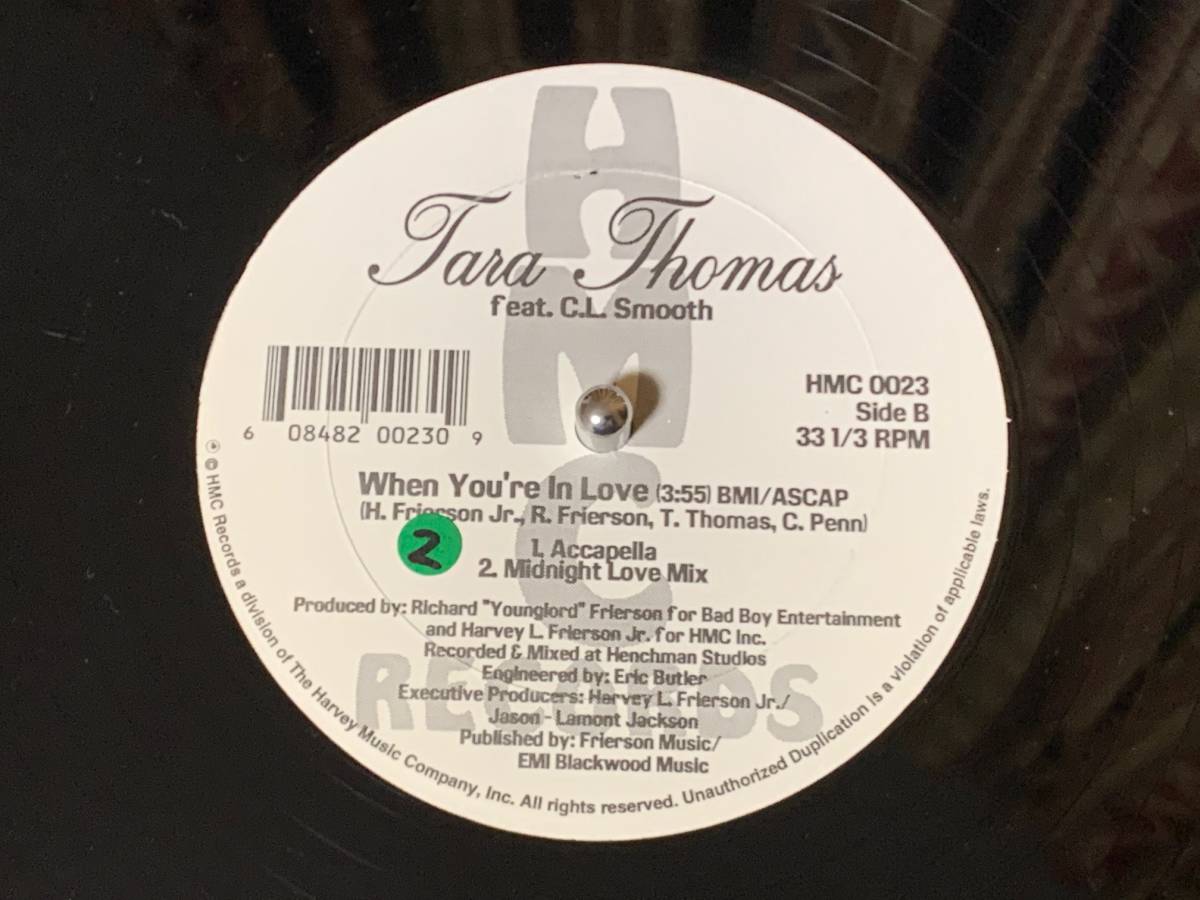 HMC
RECORDS
Tara Thomas
feat. C.L. Smooth
HMC 0023
Side B
33 1/3 RPM
6 08482 00230 9
When You're In Love (3:55) BMI/ASCAP
(H. Frierson Jr., R. Frierson, T. Thomas, C. Penn)
2
1. Accapella
2. Midnight Love Mix
Produced by: Richard "Younglord" Frierson for Bad Boy Entertainment
and Harvey L. Frierson Jr. for HMC Inc.
Recorded & Mixed at Henchman Studios
Engineered by: Eric Butler
Executive Producers: Harvey L. Frierson Jr./
Jason - Lamont Jackson
Published by: Frierson Music/
EMI Blackwood Music
℗ © HMC Records a division of The Harvey Music Company, Inc. All rights reserved. Unauthorized Duplication is a violation of applicable laws.